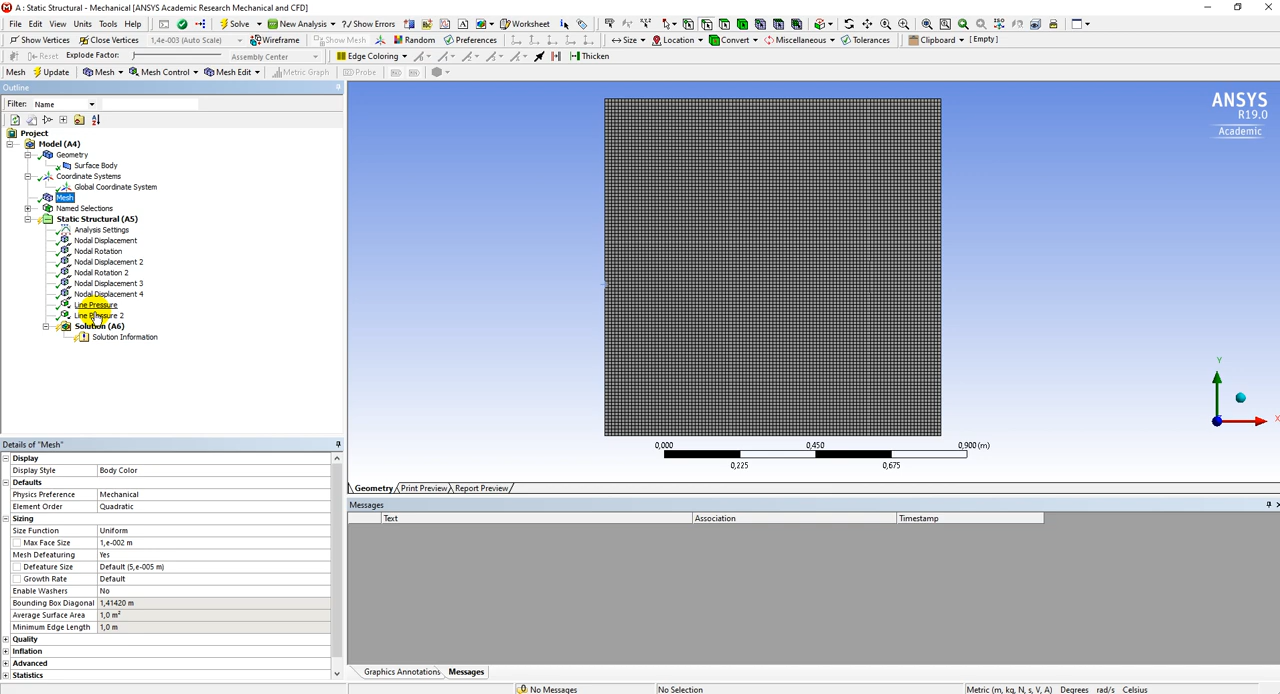 A : Static Structural - Mechanical [ANSYS Academic Research Mechanical and CFD]
File Edit View Units Tools Help Solve New Analysis ?/Show Errors A Worksheet
Show Vertices Close Vertices 1,4e-003 (Auto Scale) Wireframe Show Mesh Random Preferences Size Location Convert Miscellaneous Tolerances Clipboard [Empty]
Reset Explode Factor: Assembly Center Edge Coloring Thicken
Mesh Update Mesh Mesh Control Mesh Edit Metric Graph Probe
Outline
Filter: Name
Project
Model (A4)
Geometry
Surface Body
Coordinate Systems
Global Coordinate System
Mesh
Named Selections
Static Structural (A5)
Analysis Settings
Nodal Displacement
Nodal Rotation
Nodal Displacement 2
Nodal Rotation 2
Nodal Displacement 3
Nodal Displacement 4
Line Pressure
Line Pressure 2
Solution (A6)
Solution Information
ANSYS
R19.0
Academic
Y
X
0,000 0,450 0,900 (m)
0,225 0,675
Geometry Print Preview Report Preview
Details of "Mesh"
Display
Display Style Body Color
Defaults
Physics Preference Mechanical
Element Order Quadratic
Sizing
Size Function Uniform
Max Face Size 1,e-002 m
Mesh Defeaturing Yes
Defeature Size Default (5,e-005 m)
Growth Rate Default
Enable Washers No
Bounding Box Diagonal 1,41420 m
Average Surface Area 1,0 m²
Minimum Edge Length 1,0 m
Quality
Inflation
Advanced
Statistics
Messages
Text Association Timestamp
Graphics Annotations Messages
No Messages No Selection Metric (m, kg, N, s, V, A) Degrees rad/s Celsius